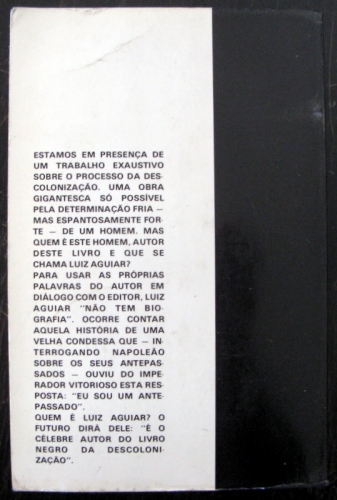 ESTAMOS EM PRESENÇA DE
UM TRABALHO EXAUSTIVO
SOBRE O PROCESSO DA DES-
COLONIZAÇÃO. UMA OBRA
GIGANTESCA SÓ POSSÍVEL
PELA DETERMINAÇÃO FRIA —
MAS ESPANTOSAMENTE FOR-
TE — DE UM HOMEM. MAS
QUEM É ESTE HOMEM, AUTOR
DESTE LIVRO E QUE SE
CHAMA LUIZ AGUIAR?
PARA USAR AS PRÓPRIAS
PALAVRAS DO AUTOR EM
DIÁLOGO COM O EDITOR, LUIZ
AGUIAR "NÃO TEM BIO-
GRAFIA". OCORRE CONTAR
AQUELA HISTÓRIA DE UMA
VELHA CONDESSA QUE — IN-
TERROGANDO NAPOLEÃO
SOBRE OS SEUS ANTEPAS-
SADOS — OUVIU DO IMPE-
RADOR VITORIOSO ESTA RES-
POSTA: "EU SOU UM ANTE-
PASSADO".
QUEM É LUIZ AGUIAR? O
FUTURO DIRÁ DELE: "É O
CÉLEBRE AUTOR DO LIVRO
NEGRO DA DESCOLONI-
ZAÇÃO".